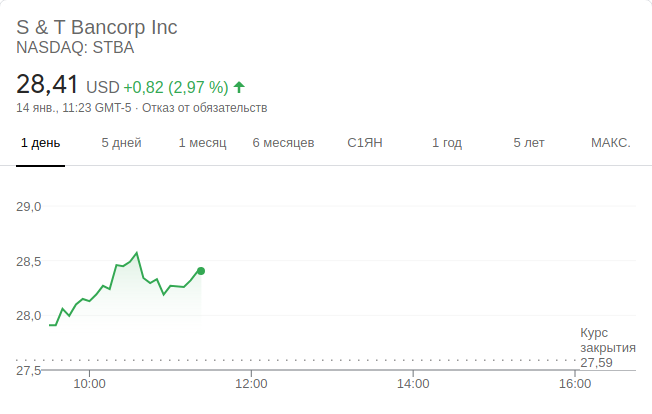 S & T Bancorp Inc
NASDAQ: STBA
28,41 USD +0,82 (2,97 %)
14 янв., 11:23 GMT-5 · Отказ от обязательств
1 день 5 дней 1 месяц 6 месяцев С1ЯН 1 год 5 лет МАКС.
29,0
28,5
28,0
Курс
закрытия
27,59
27,5
10:00 12:00 14:00 16:00